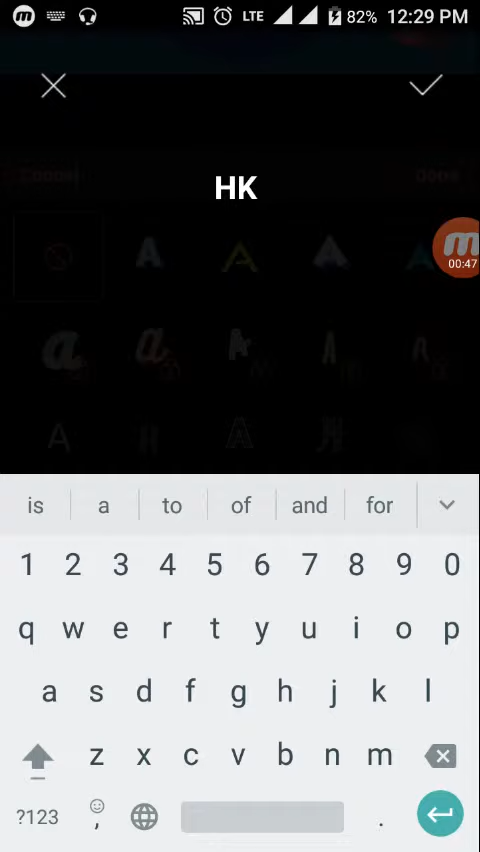 m LTE 82% 12:29 PM
HK
A A A A
m
00:47
a a A A
A A
is a to of and for
1 2 3 4 5 6 7 8 9 0
q w e r t y u i o p
a s d f g h j k l
z x c v b n m
?123 , .